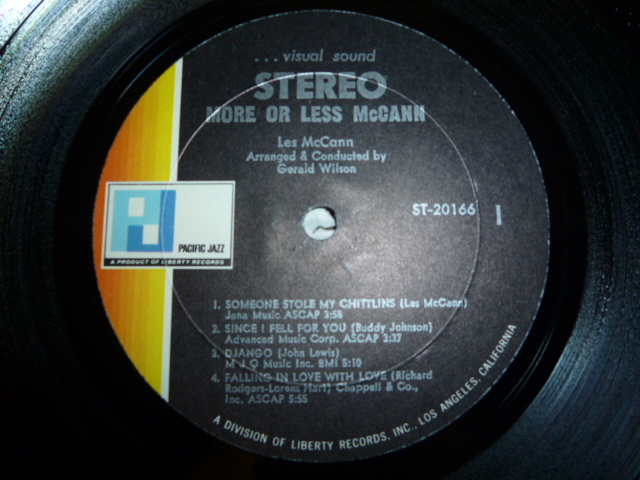 ...visual sound
STEREO
MORE OR LESS McCANN
Les McCann
Arranged & Conducted by
Gerald Wilson
ST-20166
1
PJ
PACIFIC JAZZ
A PRODUCT OF LIBERTY RECORDS
1. SOMEONE STOLE MY CHITTLINS (Les McCann)
Jana Music ASCAP 3:58
2. SINCE I FELL FOR YOU (Buddy Johnson)
Advanced Music Corp. ASCAP 3:37
3. DJANGO (John Lewis)
M J Q Music Inc. BMI 5:10
4. FALLING IN LOVE WITH LOVE (Richard
Rodgers-Lorenz Hart) Chappell & Co.,
Inc. ASCAP 5:55
A DIVISION OF LIBERTY RECORDS, INC., LOS ANGELES, CALIFORNIA